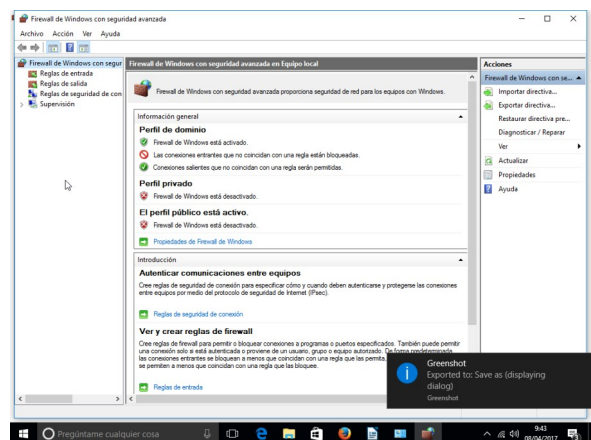 Firewall de Windows con seguridad avanzada
Archivo Acción Ver Ayuda
Firewall de Windows con segur
Reglas de entrada
Reglas de salida
Reglas de seguridad de con
Supervisión
Firewall de Windows con seguridad avanzada en Equipo local
Firewall de Windows con seguridad avanzada proporciona seguridad de red para los equipos con Windows.
Información general
Perfil de dominio
Firewall de Windows está activado.
Las conexiones entrantes que no coincidan con una regla están bloqueadas.
Conexiones salientes que no coincidan con una regla serán permitidas.
Perfil privado
Firewall de Windows está desactivado.
El perfil público está activo.
Firewall de Windows está desactivado.
Propiedades de Firewall de Windows
Introducción
Autenticar comunicaciones entre equipos
Cree reglas de seguridad de conexión para especificar cómo y cuándo deben autenticarse y protegerse las conexiones
entre equipos por medio del protocolo de seguridad de Internet (IPsec).
Reglas de seguridad de conexión
Ver y crear reglas de firewall
Cree reglas de firewall para permitir o bloquear conexiones a programas o puertos especificados. También puede permitir
una conexión solo si está autenticada o proviene de un usuario, grupo o equipo autorizado. De forma predeterminada,
las conexiones entrantes se bloquean a menos que coincidan con una regla que las permita,
se permiten a menos que coincidan con una regla que las bloquee.
Reglas de entrada
Acciones
Firewall de Windows con se...
Importar directiva...
Exportar directiva...
Restaurar directiva pre...
Diagnosticar / Reparar
Ver
Actualizar
Propiedades
Ayuda
Greenshot
Exported to: Save as (displaying
dialog)
Greenshot
Pregúntame cualquier cosa
9:43
08/04/2017